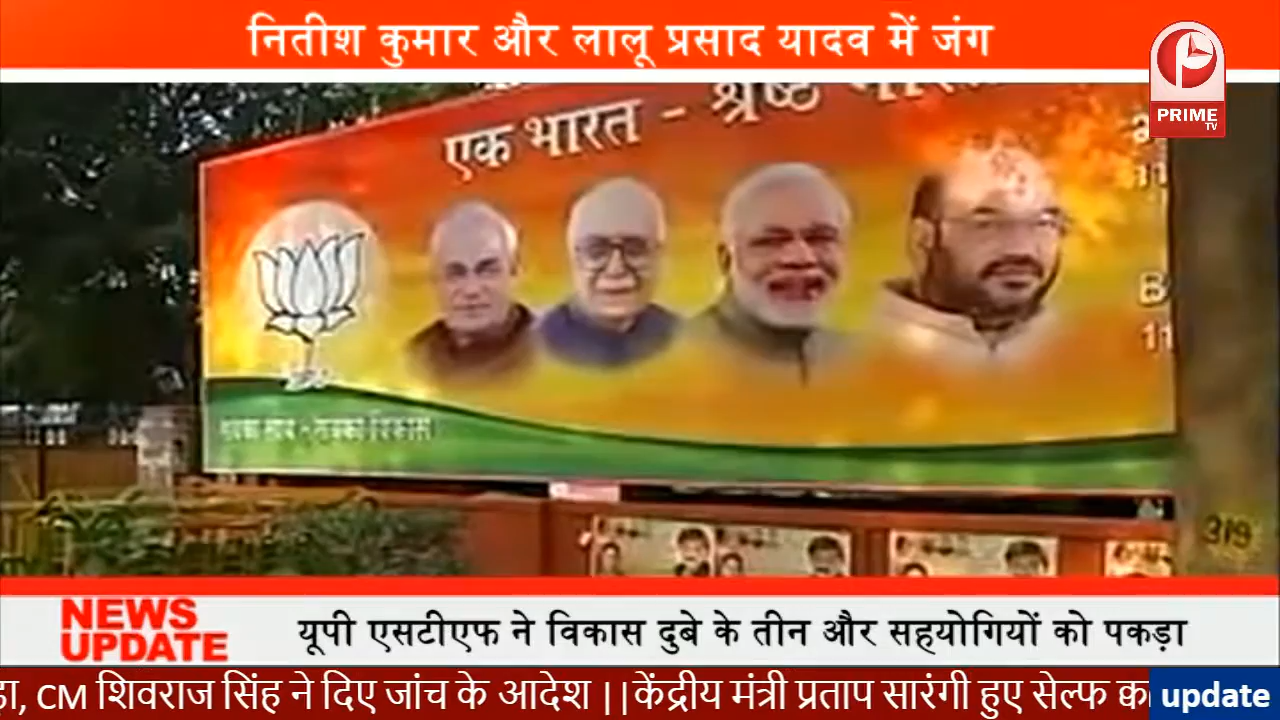 नितीश कुमार और लालू प्रसाद यादव में जंग
PRIME
TV
एक भारत - श्रेष्ठ
B
11
319
NEWS
UPDATE
यूपी एसटीएफ ने विकास दुबे के तीन और सहयोगियों को पकड़ा
CM शिवराज सिंह ने दिए जांच के आदेश ||केंद्रीय मंत्री प्रताप सारंगी हुए सेल्फ
update